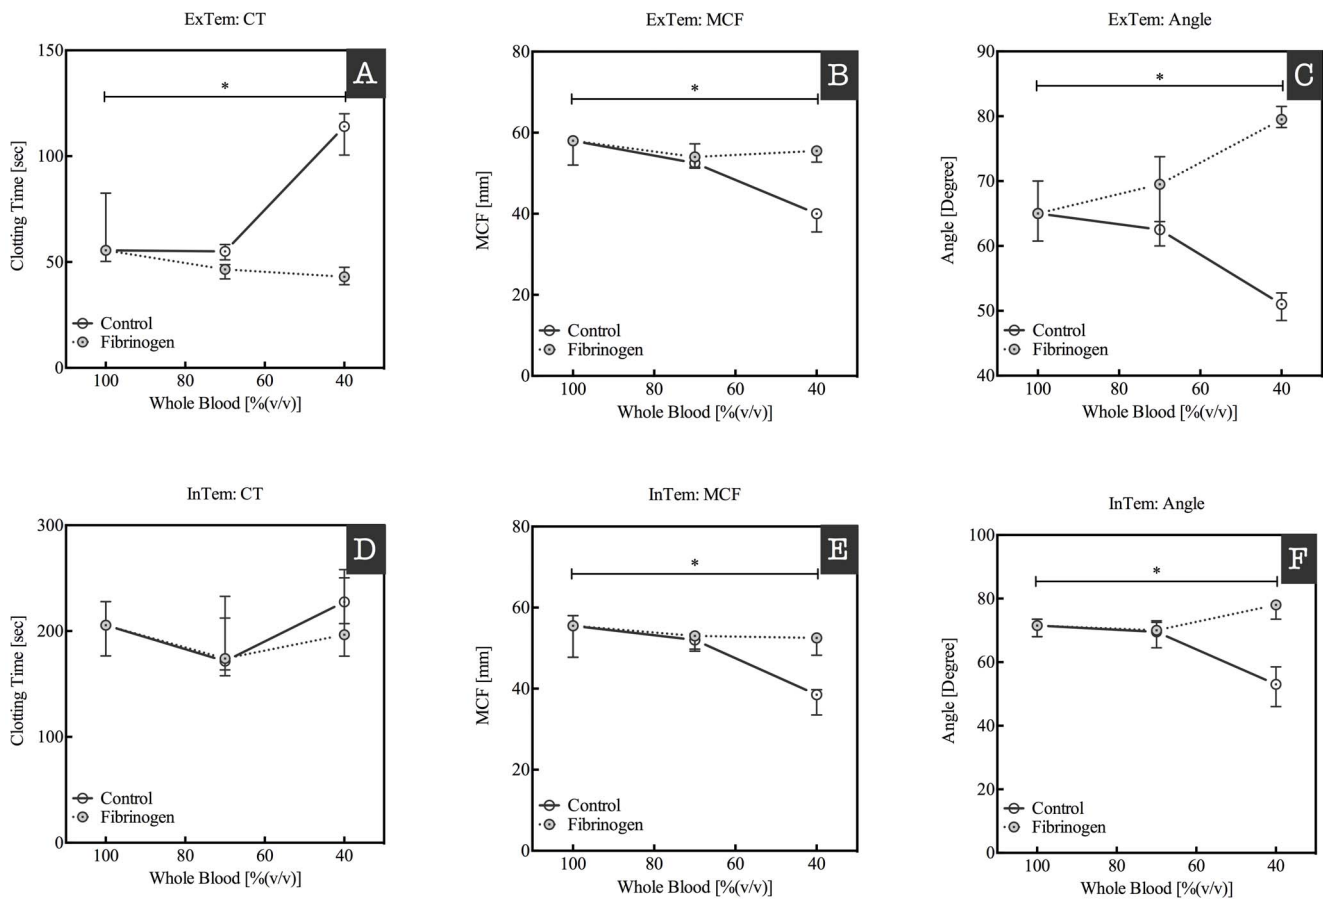 ExTem: CT
150
A
*
100
Clotting Time [sec]
50
Control
Fibrinogen
0
100 80 60 40
Whole Blood [%(v/v)]
ExTem: MCF
80
B
*
60
MCF [mm]
40
20
Control
Fibrinogen
0
100 80 60 40
Whole Blood [%(v/v)]
ExTem: Angle
90
C
*
80
70
Angle [Degree]
60
50
Control
Fibrinogen
40
100 80 60 40
Whole Blood [%(v/v)]
InTem: CT
300
D
200
Clotting Time [sec]
100
Control
Fibrinogen
0
100 80 60 40
Whole Blood [%(v/v)]
InTem: MCF
80
E
*
60
MCF [mm]
40
20
Control
Fibrinogen
0
100 80 60 40
Whole Blood [%(v/v)]
InTem: Angle
100
F
*
80
60
Angle [Degree]
40
20
Control
Fibrinogen
0
100 80 60 40
Whole Blood [%(v/v)]